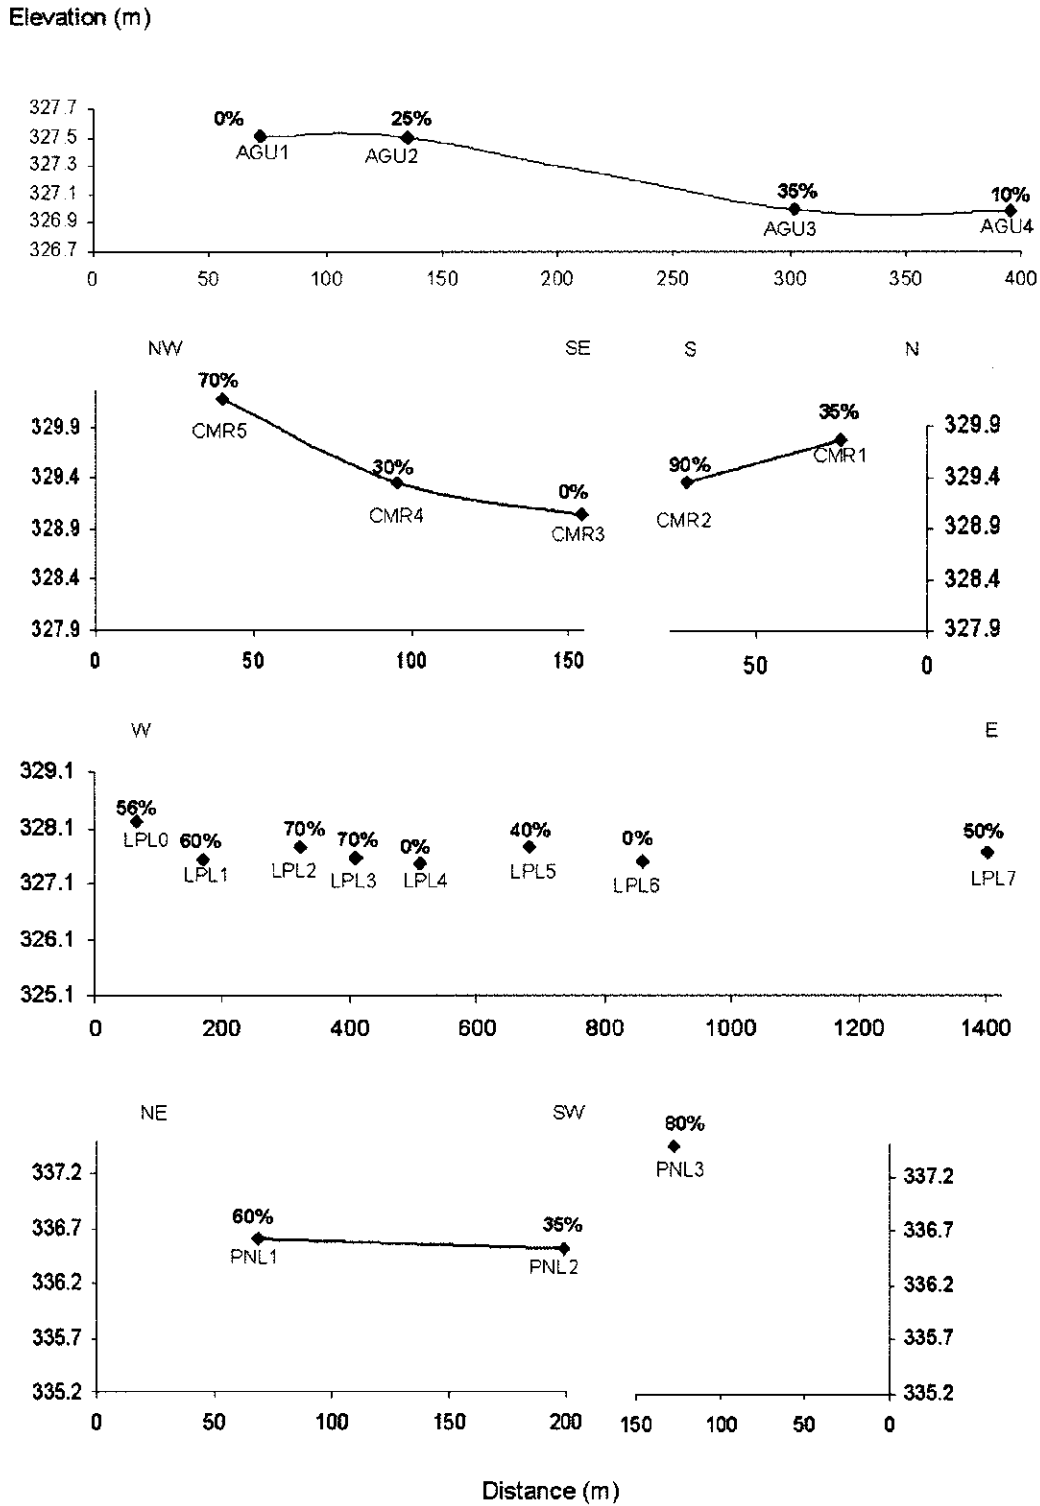 Elevation (m)
327.7
327.5
327.3
327.1
326.9
326.7
0% 25% 35% 10%
AGU1 AGU2 AGU3 AGU4
0 50 100 150 200 250 300 350 400
NW SE S N
329.9
329.4
328.9
328.4
327.9
70% 30% 0% 90% 35%
CMR5 CMR4 CMR3 CMR2 CMR1
329.9
329.4
328.9
328.4
327.9
0 50 100 150 50 0
W E
329.1
328.1
327.1
326.1
325.1
56% 60% 70% 70% 0% 40% 0% 50%
LPL0 LPL1 LPL2 LPL3 LPL4 LPL5 LPL6 LPL7
0 200 400 600 800 1000 1200 1400
NE SW
337.2
336.7
336.2
335.7
335.2
60% 35% 80%
PNL1 PNL2 PNL3
337.2
336.7
336.2
335.7
335.2
0 50 100 150 200 150 100 50 0
Distance (m)